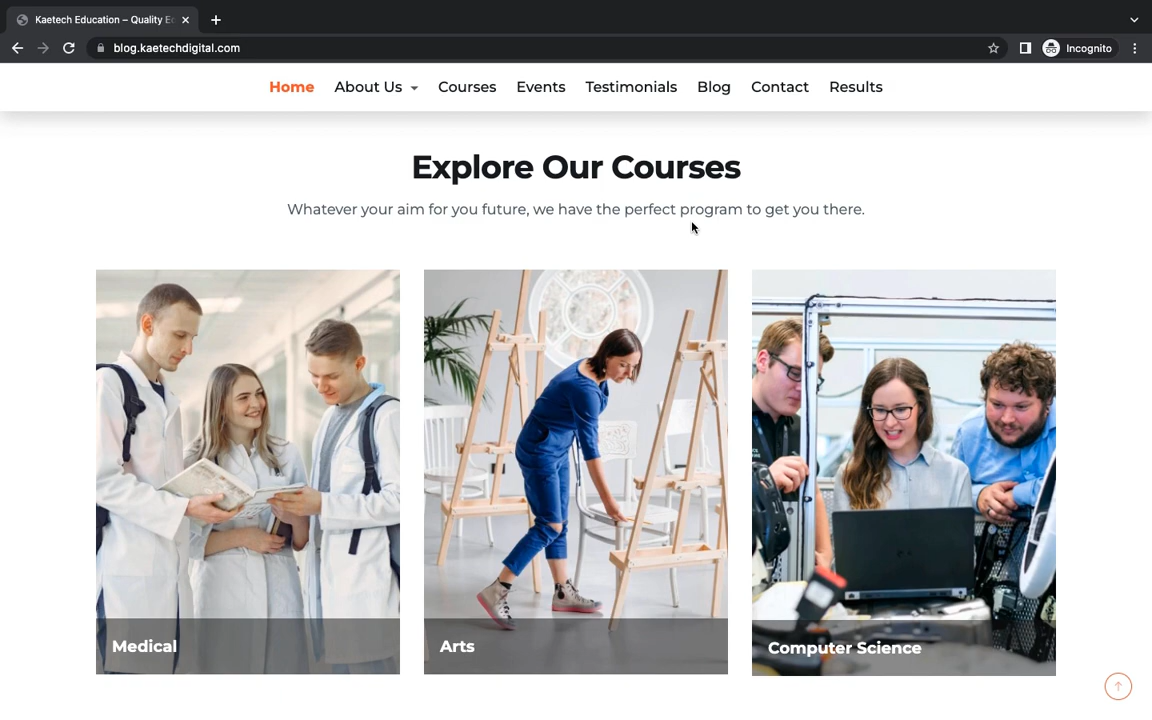 Kaetech Education – Quality Ed
blog.kaetechdigital.com
Incognito
Home About Us Courses Events Testimonials Blog Contact Results
Explore Our Courses
Whatever your aim for you future, we have the perfect program to get you there.
Medical
Arts
Computer Science